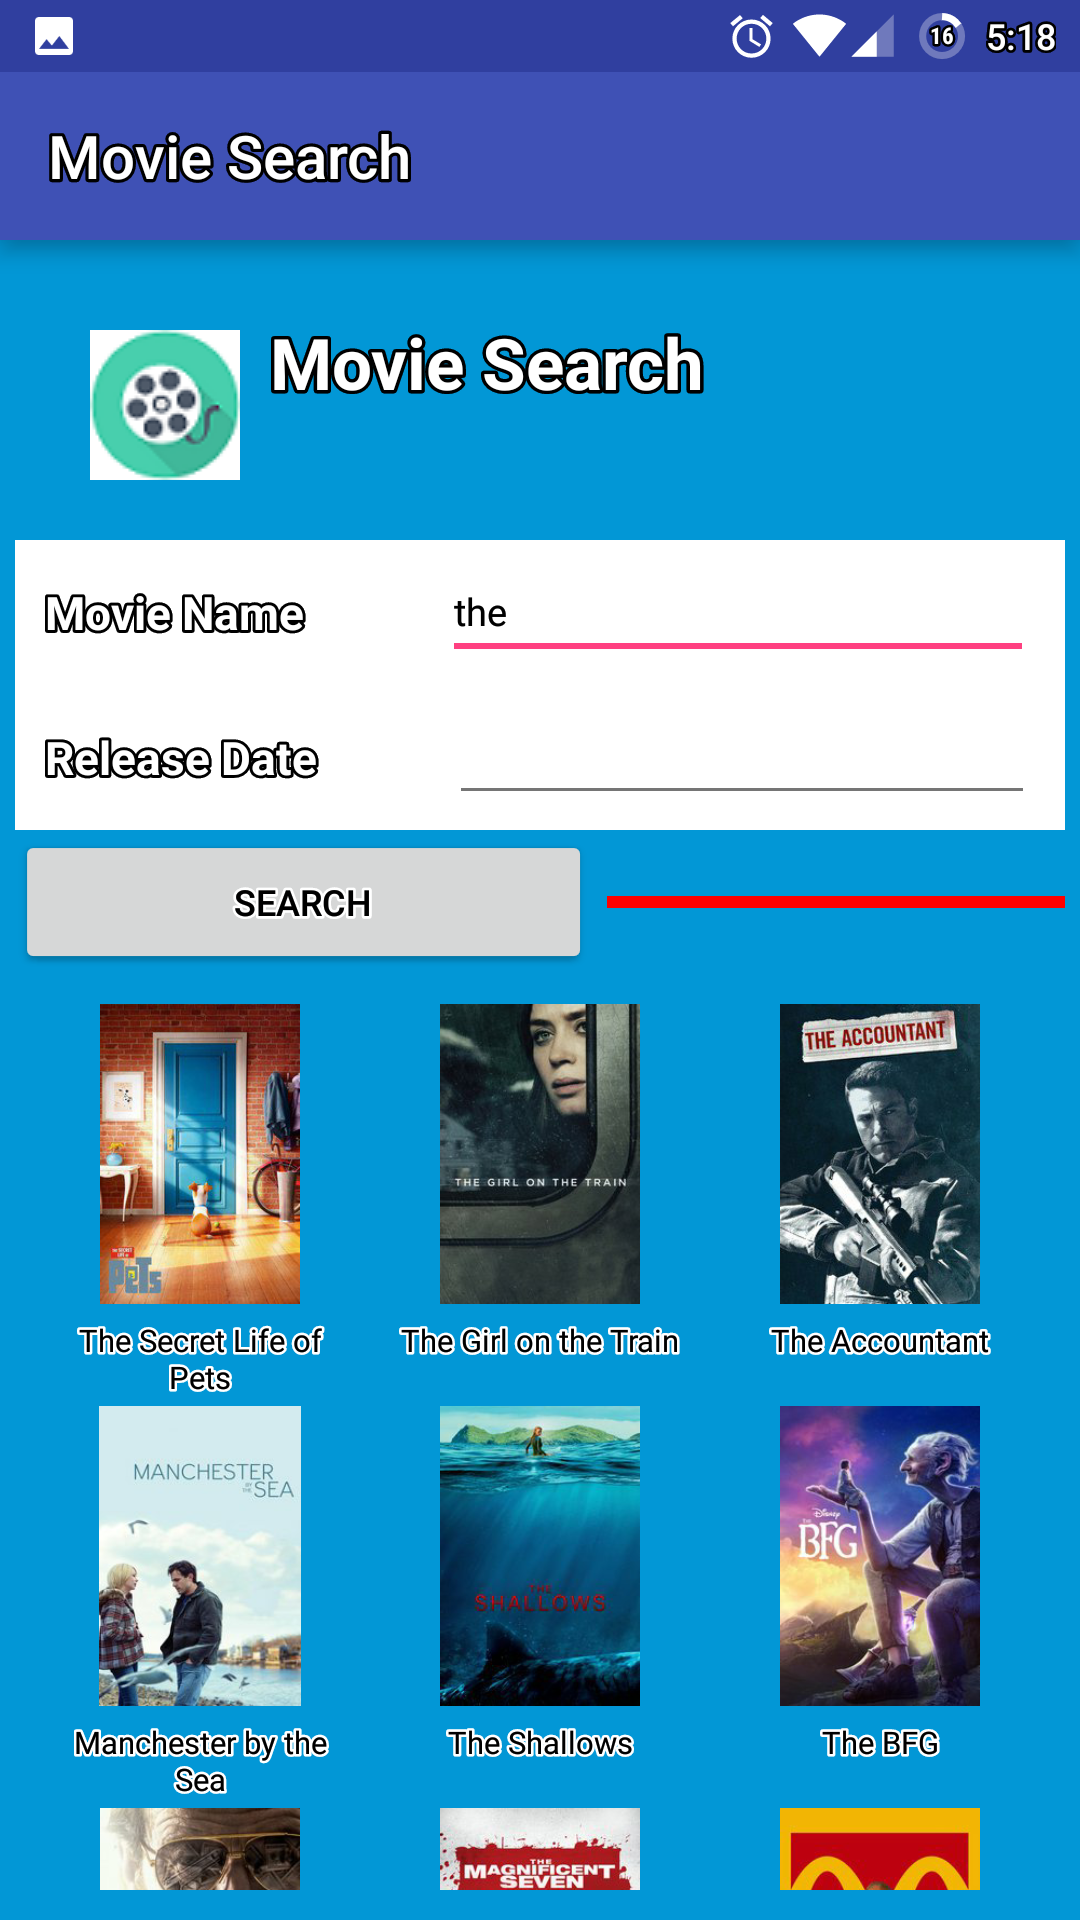 16 5:18
Movie Search
Movie Search
Movie Name the
Release Date
SEARCH
THE ACCOUNTANT
THE GIRL ON THE TRAIN
THE SECRET
LIFE OF
PETS
The Secret Life of
Pets
The Girl on the Train
The Accountant
MANCHESTER
BY THE SEA
THE
SHALLOWS
Disney
THE
BFG
Manchester by the
Sea
The Shallows
The BFG
THE
MAGNIFICENT
SEVEN